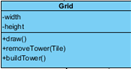 Grid
-width
-height
+draw()
+removeTower(Tile)
+buildTower()